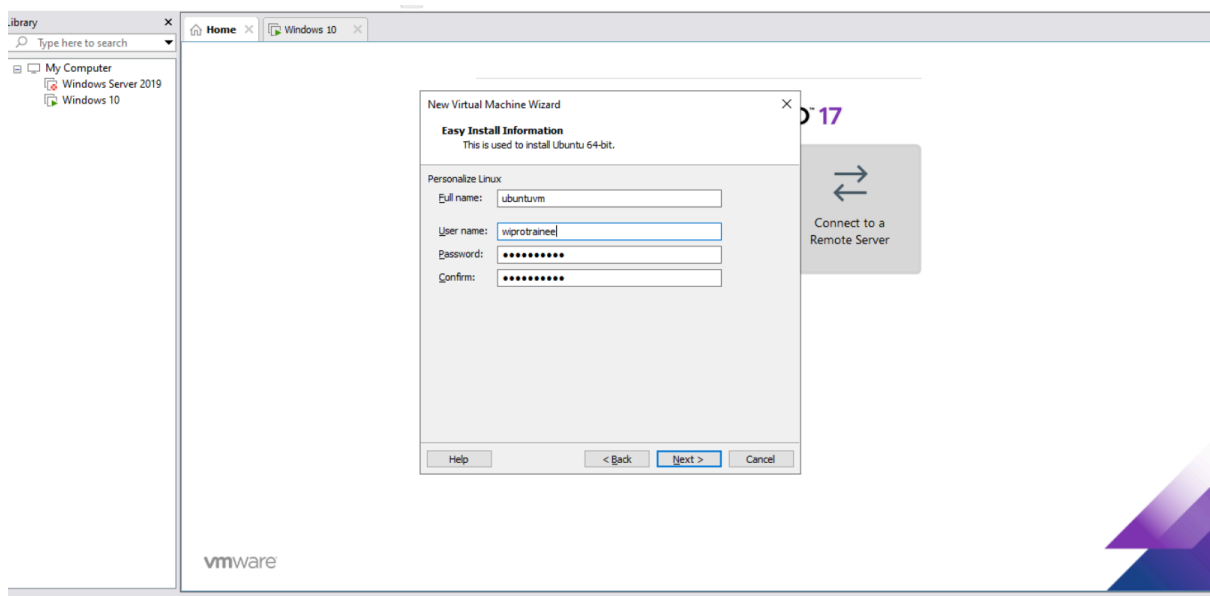 Library
Type here to search
My Computer
Windows Server 2019
Windows 10
Home
Windows 10
17
New Virtual Machine Wizard
Easy Install Information
This is used to install Ubuntu 64-bit.
Personalize Linux
Full name: ubuntuvm
User name: wiprotrainee
Password: ●●●●●●●●●●
Confirm: ●●●●●●●●●●
Help < Back Next > Cancel
Connect to a
Remote Server
vmware